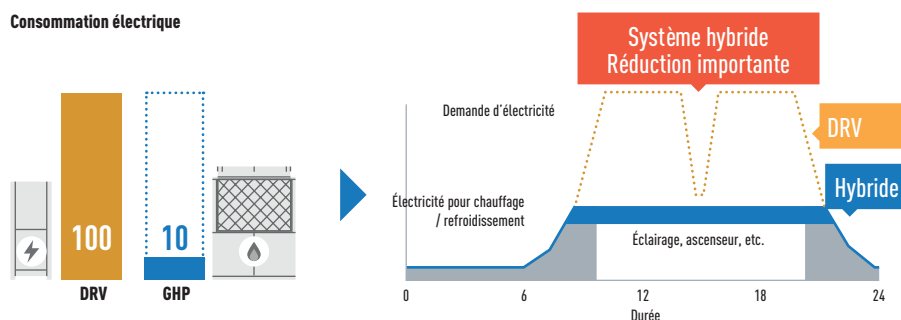 Consommation électrique
100
10
DRV
GHP
Système hybride
Réduction importante
Demande d'électricité
DRV
Hybride
Électricité pour chauffage
/ refroidissement
Éclairage, ascenseur, etc.
0
6
12
18
24
Durée